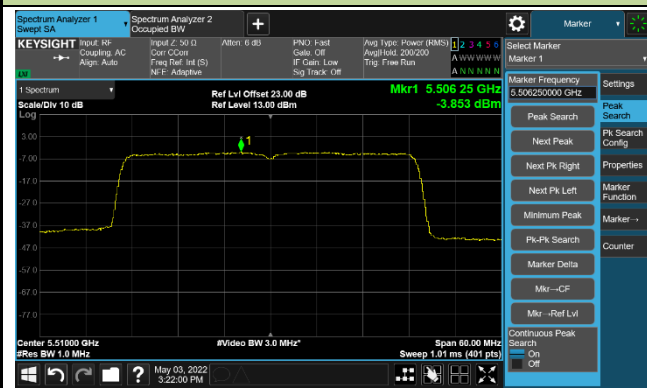 Spectrum Analyzer 1
Swept SA
Spectrum Analyzer 2
Occupied BW
Marker
KEYSIGHT
Input: RF
Coupling: AC
Align: Auto
Input Z: 50 Ω
Corr CCorr
Freq Ref: Int (S)
NFE: Adaptive
Atten: 6 dB
PNO: Fast
Gate: Off
IF Gain: Low
Sig Track: Off
Avg Type: Power (RMS)
Avg|Hold: 200/200
Trig: Free Run
1 2 3 4 5 6
A W W W W W
A N N N N N
LXI
Select Marker
Marker 1
1 Spectrum
Scale/Div 10 dB
Log
Ref Lvl Offset 23.00 dB
Ref Level 13.00 dBm
Mkr1 5.506 25 GHz
-3.853 dBm
3.00
-7.00
-17.0
-27.0
-37.0
-47.0
-57.0
-67.0
-77.0
1
Center 5.51000 GHz
#Res BW 1.0 MHz
#Video BW 3.0 MHz*
Span 60.00 MHz
Sweep 1.01 ms (401 pts)
Marker Frequency
5.506250000 GHz
Peak Search
Next Peak
Next Pk Right
Next Pk Left
Minimum Peak
Pk-Pk Search
Marker Delta
Mkr→CF
Mkr→Ref Lvl
Continuous Peak
Search
On
Off
Settings
Peak
Search
Pk Search
Config
Properties
Marker
Function
Marker→
Counter
May 03, 2022
3:22:00 PM